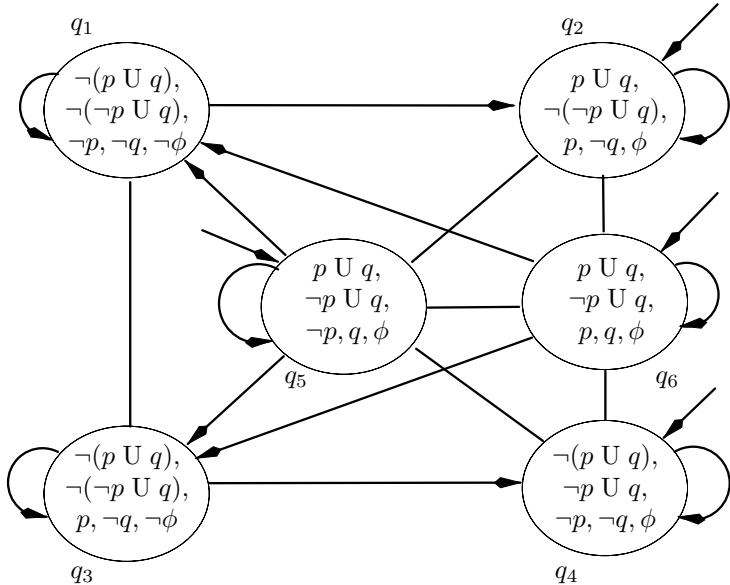 q₁
¬(p U q),
¬(¬p U q),
¬p, ¬q, ¬ϕ
q₂
p U q,
¬(¬p U q),
p, ¬q, ϕ
p U q,
¬p U q,
¬p, q, ϕ
q₅
p U q,
¬p U q,
p, q, ϕ
q₆
¬(p U q),
¬(¬p U q),
p, ¬q, ¬ϕ
q₃
¬(p U q),
¬p U q,
¬p, ¬q, ϕ
q₄